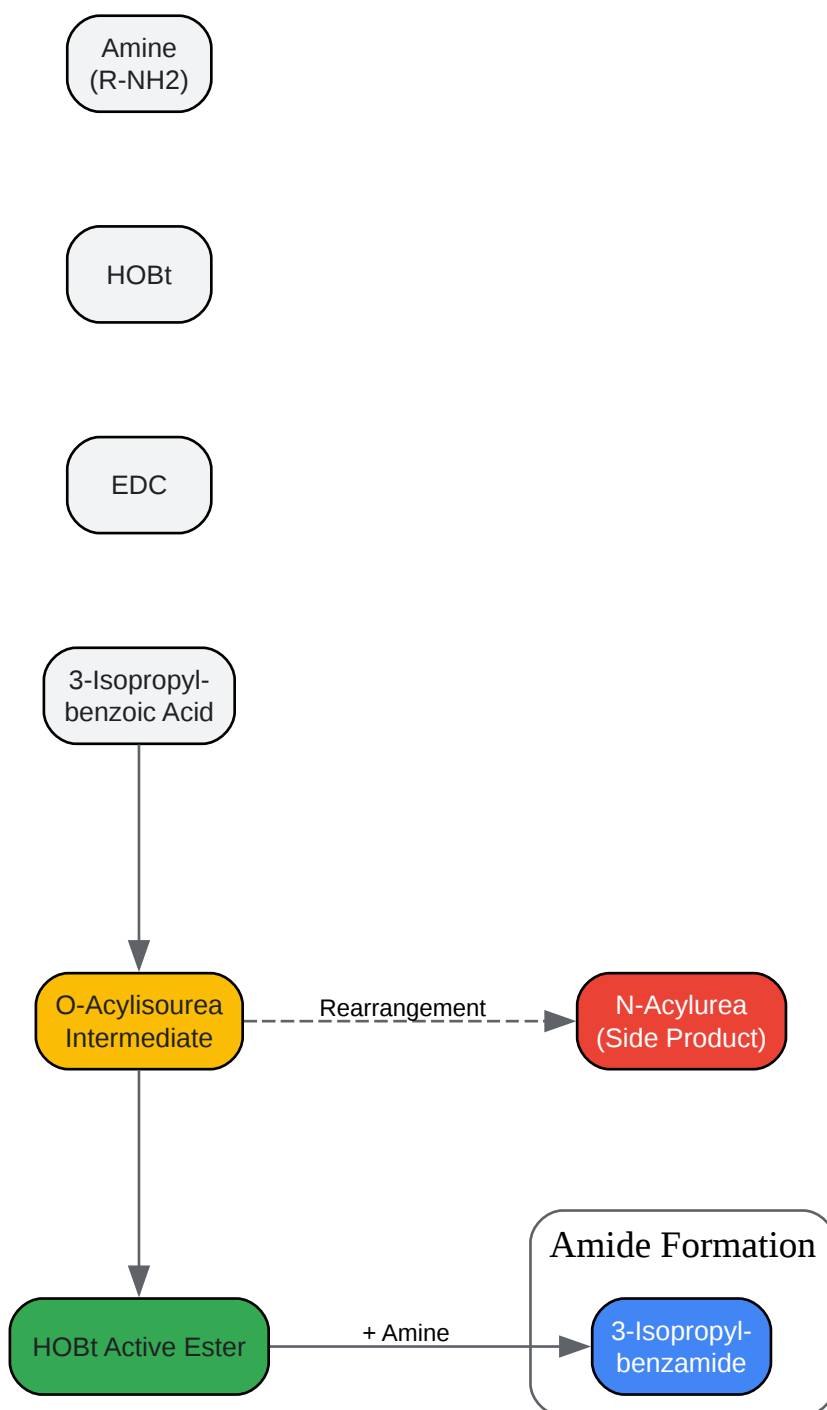 Amine
(R-NH2)
HOBt
EDC
3-Isopropyl-
benzoic Acid
O-Acylisourea
Intermediate
Rearrangement
N-Acylurea
(Side Product)
Amide Formation
HOBt Active Ester
+ Amine
3-Isopropyl-
benzamide